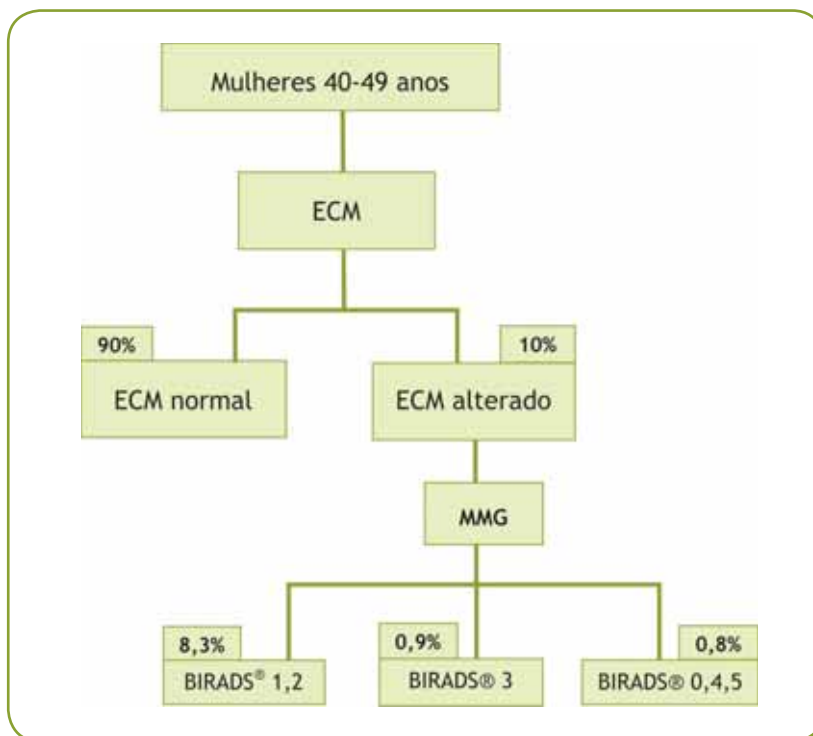 Mulheres 40-49 anos
ECM
90%
ECM normal
10%
ECM alterado
MMG
8,3%
BIRADS® 1,2
0,9%
BIRADS® 3
0,8%
BIRADS® 0,4,5